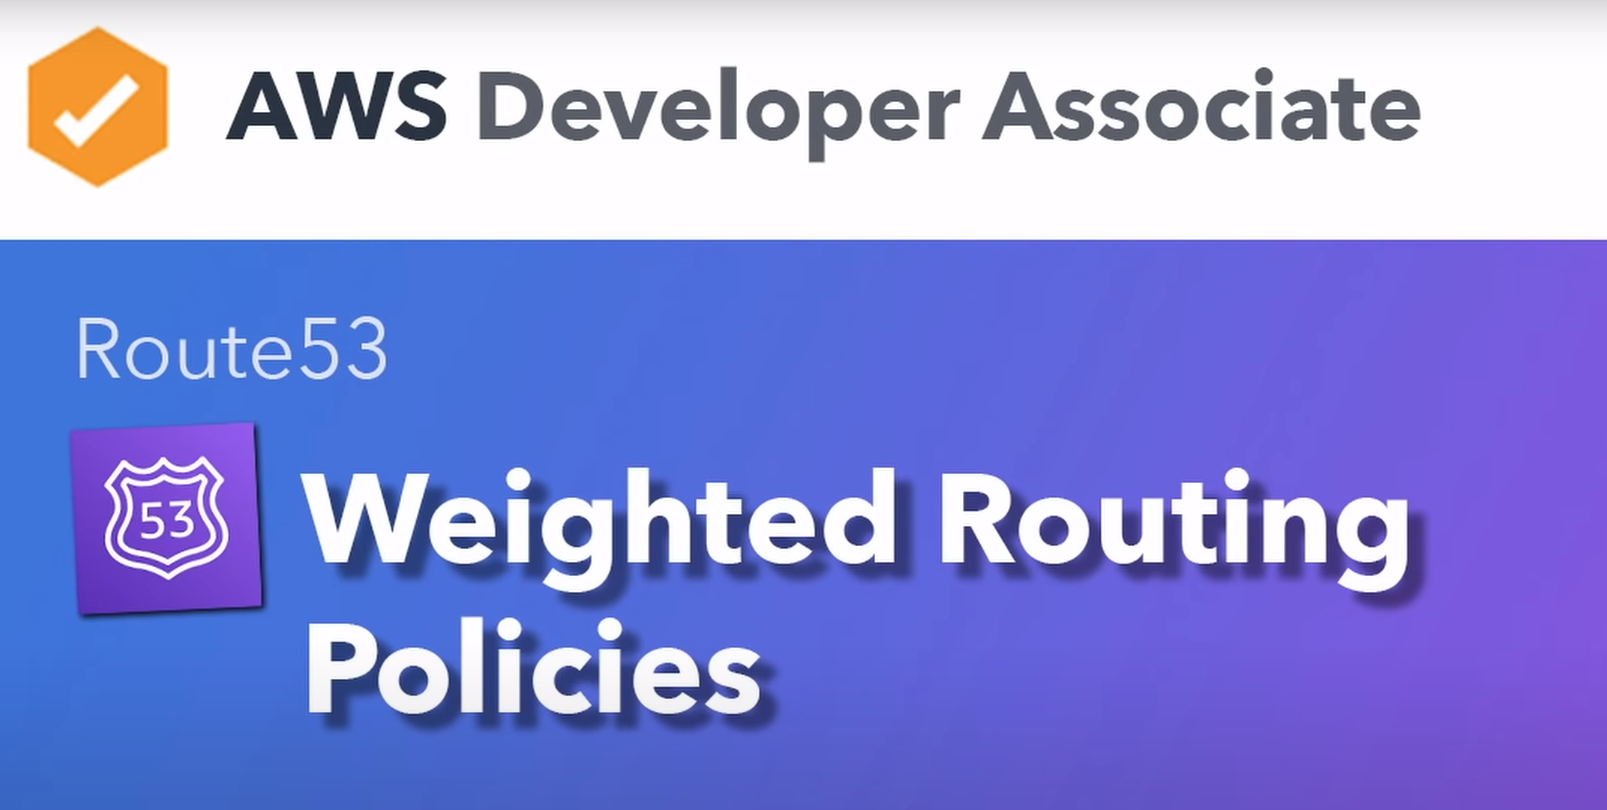 AWS Developer Associate
Route53
53
Weighted Routing
Policies